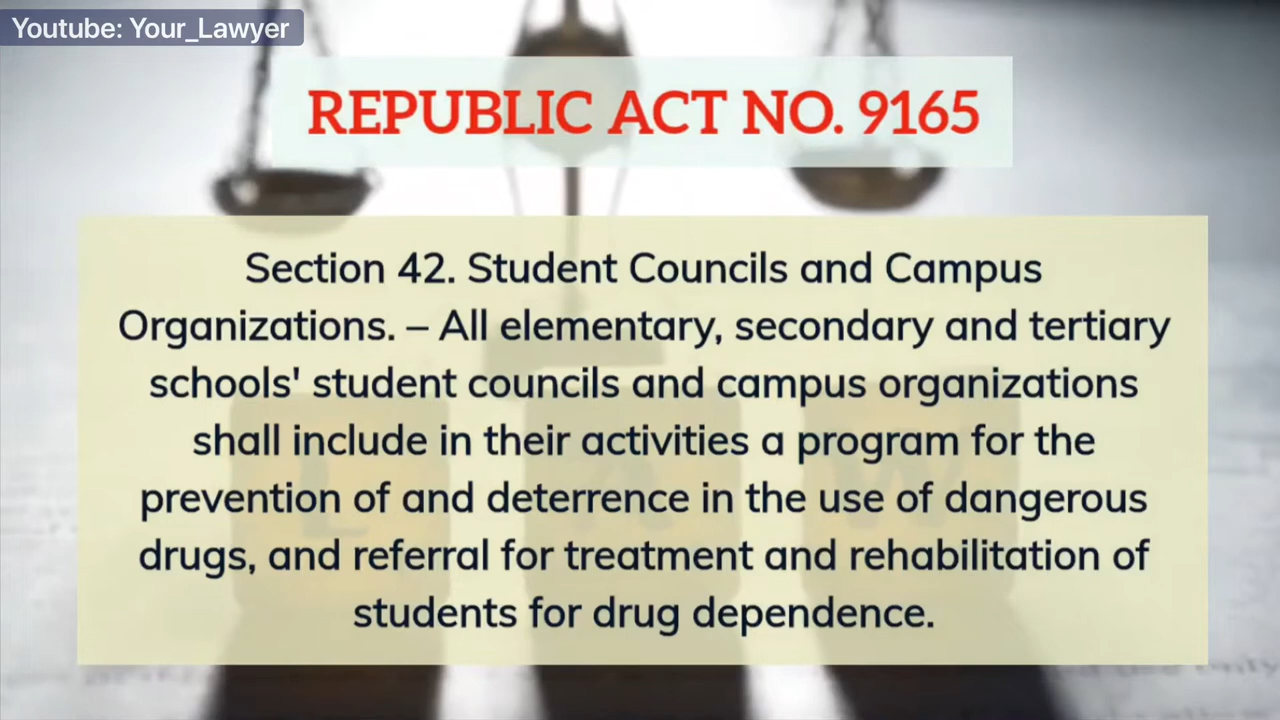 Youtube: Your_Lawyer
REPUBLIC ACT NO. 9165
Section 42. Student Councils and Campus
Organizations. – All elementary, secondary and tertiary
schools' student councils and campus organizations
shall include in their activities a program for the
prevention of and deterrence in the use of dangerous
drugs, and referral for treatment and rehabilitation of
students for drug dependence.